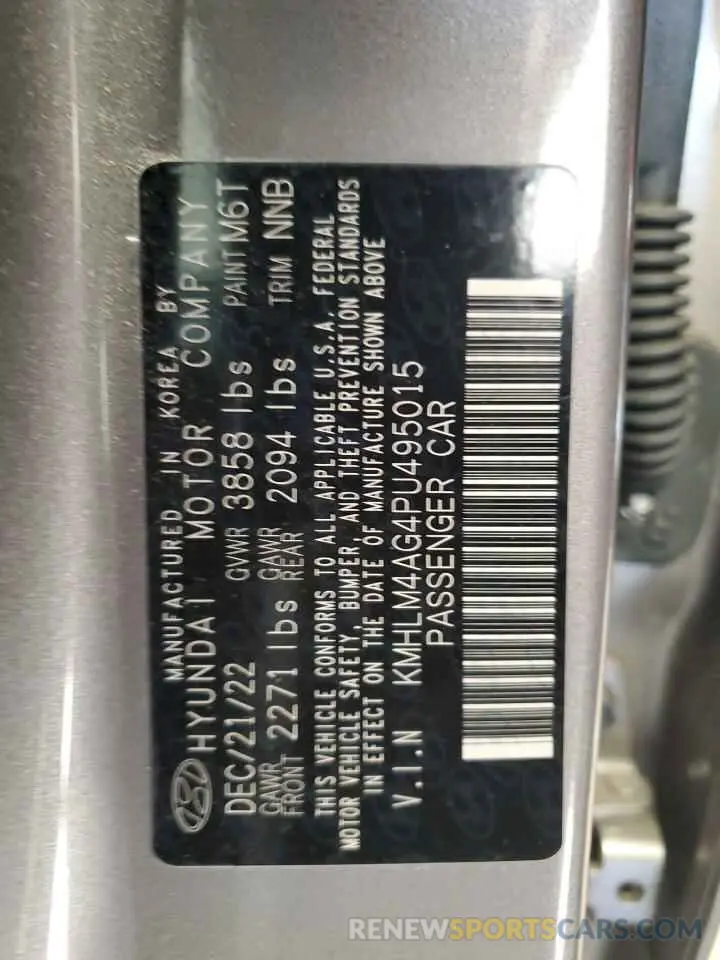 MANUFACTURED IN KOREA BY
HYUNDAI MOTOR COMPANY
DEC/21/22 GVWR 3858 lbs PAINT M6T
GAWR FRONT 2271 lbs GAWR REAR 2094 lbs TRIM NNB
THIS VEHICLE CONFORMS TO ALL APPLICABLE U.S.A. FEDERAL
MOTOR VEHICLE SAFETY, BUMPER, AND THEFT PREVENTION STANDARDS
IN EFFECT ON THE DATE OF MANUFACTURE SHOWN ABOVE
V.I.N KMHLM4AG4PU495015
PASSENGER CAR
RENEWSPORTSCARS.COM